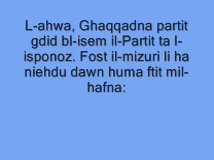 L-ahwa, Ghaqqadna partit
gdid bl-isem il-Partit ta l-
isponoz. Fost il-mizuri li ha
niehdu dawn huma ftit mil-
hafna: